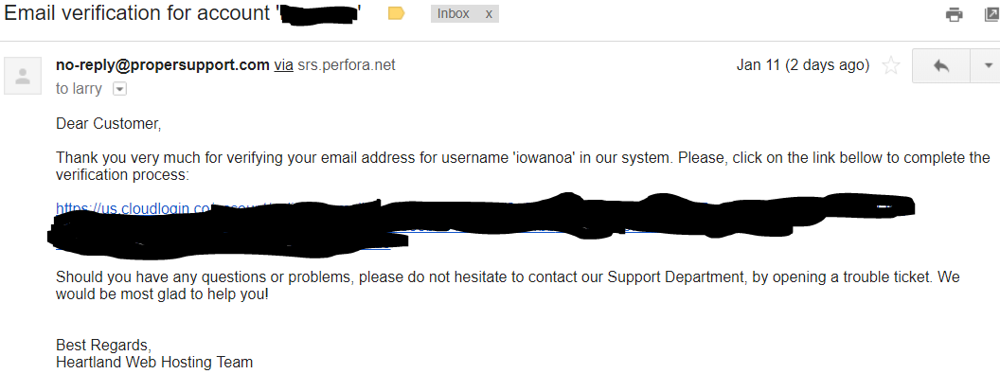 Email verification for account ' '
Inbox x
no-reply@propersupport.com via srs.perfora.net
Jan 11 (2 days ago)
to larry
Dear Customer,
Thank you very much for verifying your email address for username 'iowanoa' in our system. Please, click on the link bellow to complete the
verification process:
https://us.cloudlogin.co
Should you have any questions or problems, please do not hesitate to contact our Support Department, by opening a trouble ticket. We
would be most glad to help you!
Best Regards,
Heartland Web Hosting Team